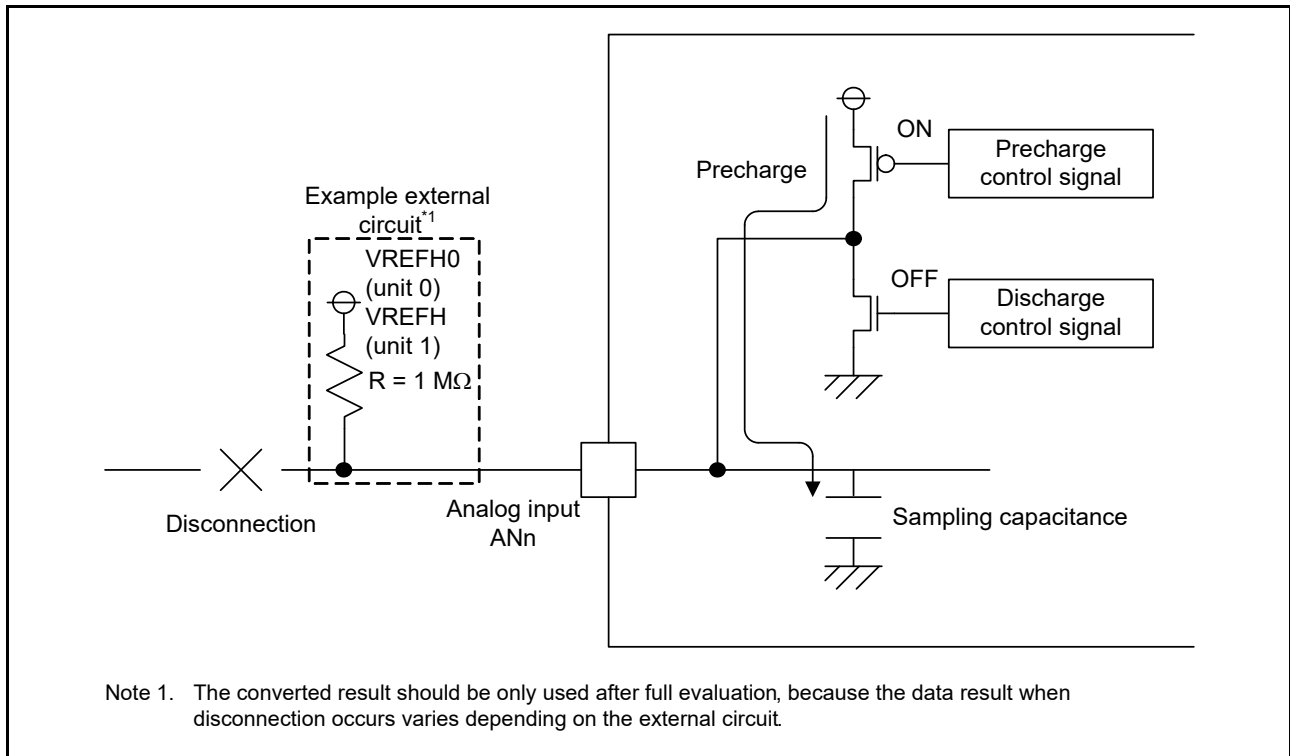 ON
Precharge
control signal
Precharge
Example external
circuit*1
VREFH0
(unit 0)
VREFH
(unit 1)
R = 1 MΩ
OFF
Discharge
control signal
Disconnection
Analog input
ANn
Sampling capacitance
Note 1. The converted result should be only used after full evaluation, because the data result when
disconnection occurs varies depending on the external circuit.